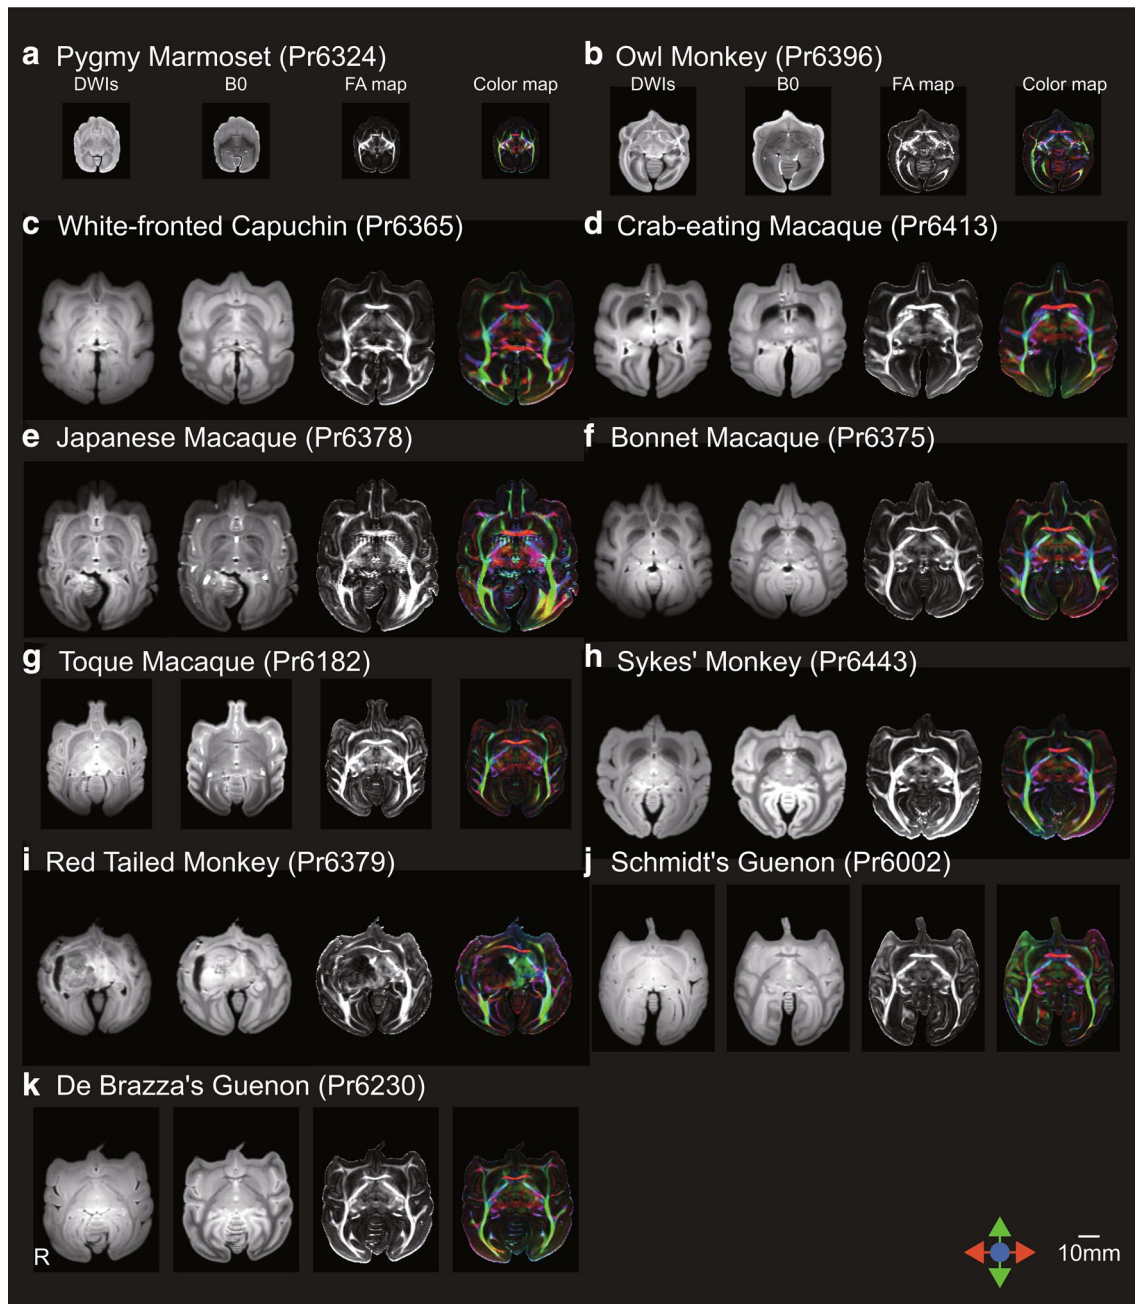 a Pygmy Marmoset (Pr6324)
DWIs B0 FA map Color map
b Owl Monkey (Pr6396)
DWIs B0 FA map Color map
c White-fronted Capuchin (Pr6365)
d Crab-eating Macaque (Pr6413)
e Japanese Macaque (Pr6378)
f Bonnet Macaque (Pr6375)
g Toque Macaque (Pr6182)
h Sykes' Monkey (Pr6443)
i Red Tailed Monkey (Pr6379)
j Schmidt's Guenon (Pr6002)
k De Brazza's Guenon (Pr6230)
R
10mm